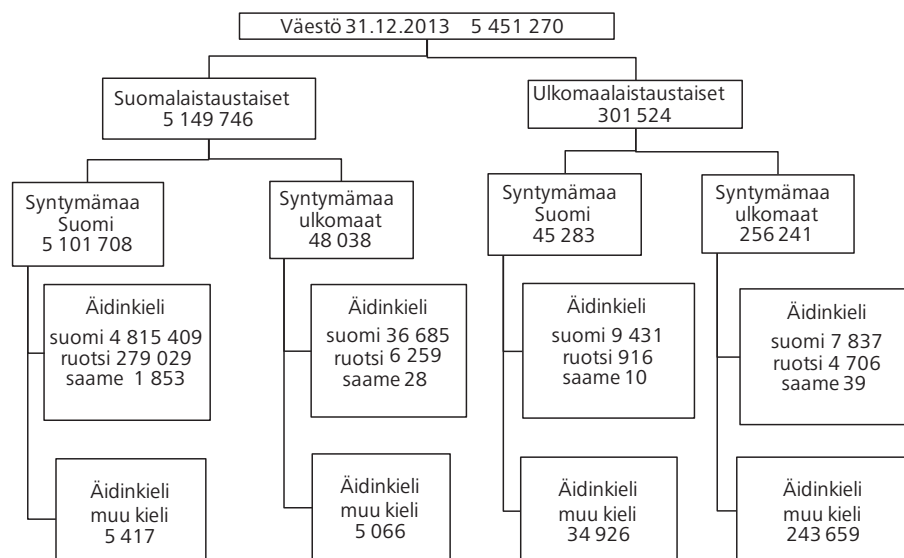 Väestö 31.12.2013 5 451 270
Suomalaistaustaiset
5 149 746
Ulkomaalaistaustaiset
301 524
Syntymämaa
Suomi
5 101 708
Syntymämaa
ulkomaat
48 038
Syntymämaa
Suomi
45 283
Syntymämaa
ulkomaat
256 241
Äidinkieli
suomi 4 815 409
ruotsi 279 029
saame 1 853
Äidinkieli
suomi 36 685
ruotsi 6 259
saame 28
Äidinkieli
suomi 9 431
ruotsi 916
saame 10
Äidinkieli
suomi 7 837
ruotsi 4 706
saame 39
Äidinkieli
muu kieli
5 417
Äidinkieli
muu kieli
5 066
Äidinkieli
muu kieli
34 926
Äidinkieli
muu kieli
243 659